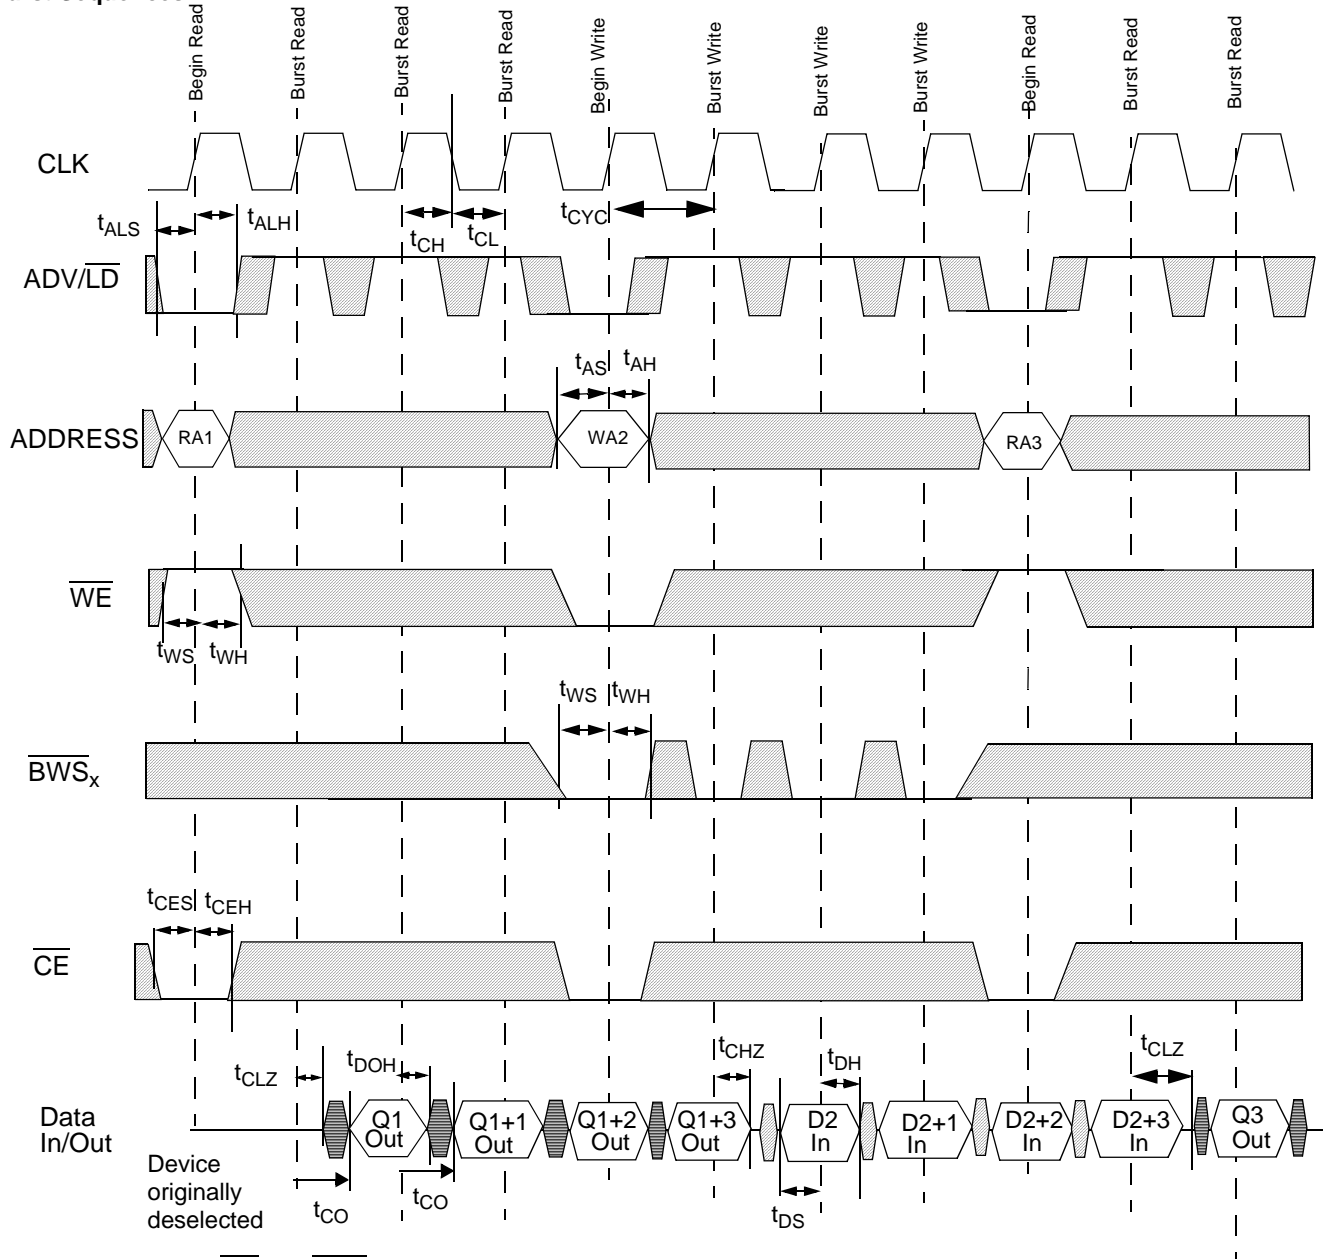 Begin Read
Burst Read
Burst Read
Burst Read
Begin Write
Burst Write
Burst Write
Burst Write
Begin Read
Burst Read
Burst Read
CLK
tALS
tALH
tCH
tCL
tCYC
ADV/LD
tAS
tAH
ADDRESS
RA1
WA2
RA3
WE
tWS
tWH
tWS
tWH
BWSx
tCES
tCEH
CE
tCLZ
tDOH
tCHZ
tDH
tCLZ
Data
In/Out
Q1
Out
Q1+1
Out
Q1+2
Out
Q1+3
Out
D2
In
D2+1
In
D2+2
In
D2+3
In
Q3
Out
Device
originally
deselected
tCO
tCO
tDS